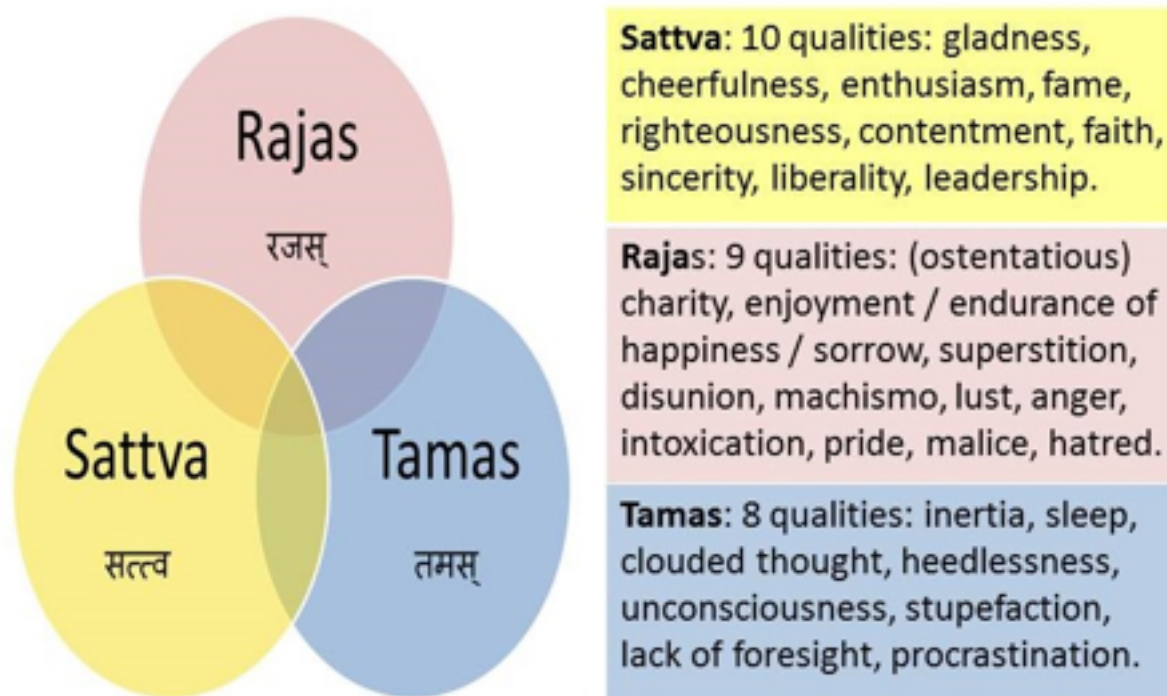 Rajas
रजस्
Sattva
सत्त्व
Tamas
तमस्
Sattva: 10 qualities: gladness,
cheerfulness, enthusiasm, fame,
righteousness, contentment, faith,
sincerity, liberality, leadership.
Rajas: 9 qualities: (ostentatious)
charity, enjoyment / endurance of
happiness / sorrow, superstition,
disunion, machismo, lust, anger,
intoxication, pride, malice, hatred.
Tamas: 8 qualities: inertia, sleep,
clouded thought, heedlessness,
unconsciousness, stupefaction,
lack of foresight, procrastination.